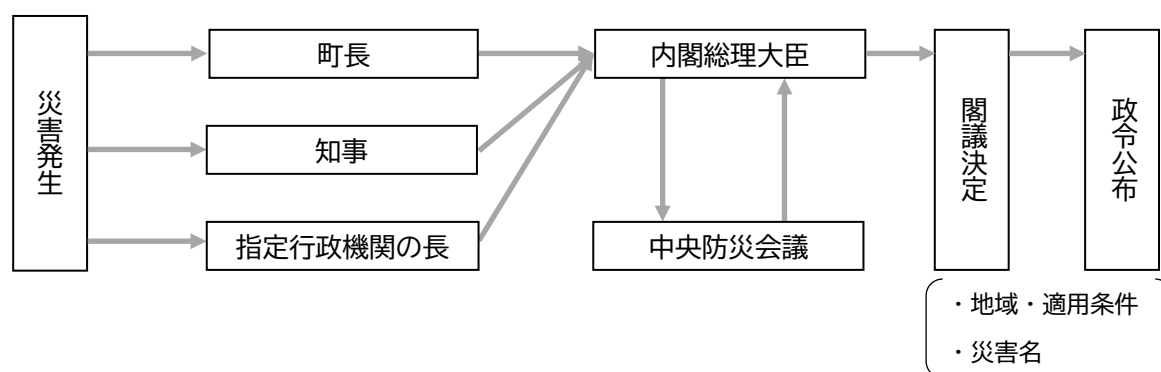 災害発生
町長
知事
指定行政機関の長
内閣総理大臣
中央防災会議
閣議決定
政令公布
・地域・適用条件
・災害名